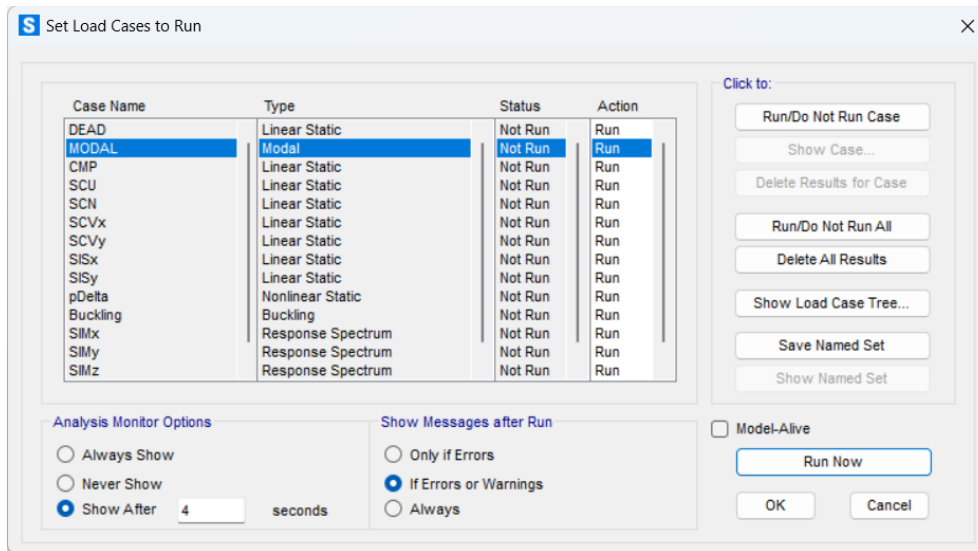 S Set Load Cases to Run
Click to:
Case Name Type Status Action
DEAD Linear Static Not Run Run
MODAL Modal Not Run Run
CMP Linear Static Not Run Run
SCU Linear Static Not Run Run
SCN Linear Static Not Run Run
SCVx Linear Static Not Run Run
SCVy Linear Static Not Run Run
SISx Linear Static Not Run Run
SISy Linear Static Not Run Run
pDelta Nonlinear Static Not Run Run
Buckling Buckling Not Run Run
SIMx Response Spectrum Not Run Run
SIMy Response Spectrum Not Run Run
SIMz Response Spectrum Not Run Run
Run/Do Not Run Case
Show Case...
Delete Results for Case
Run/Do Not Run All
Delete All Results
Show Load Case Tree...
Save Named Set
Show Named Set
Analysis Monitor Options
Always Show
Never Show
Show After 4 seconds
Show Messages after Run
Only if Errors
If Errors or Warnings
Always
Model-Alive
Run Now
OK Cancel